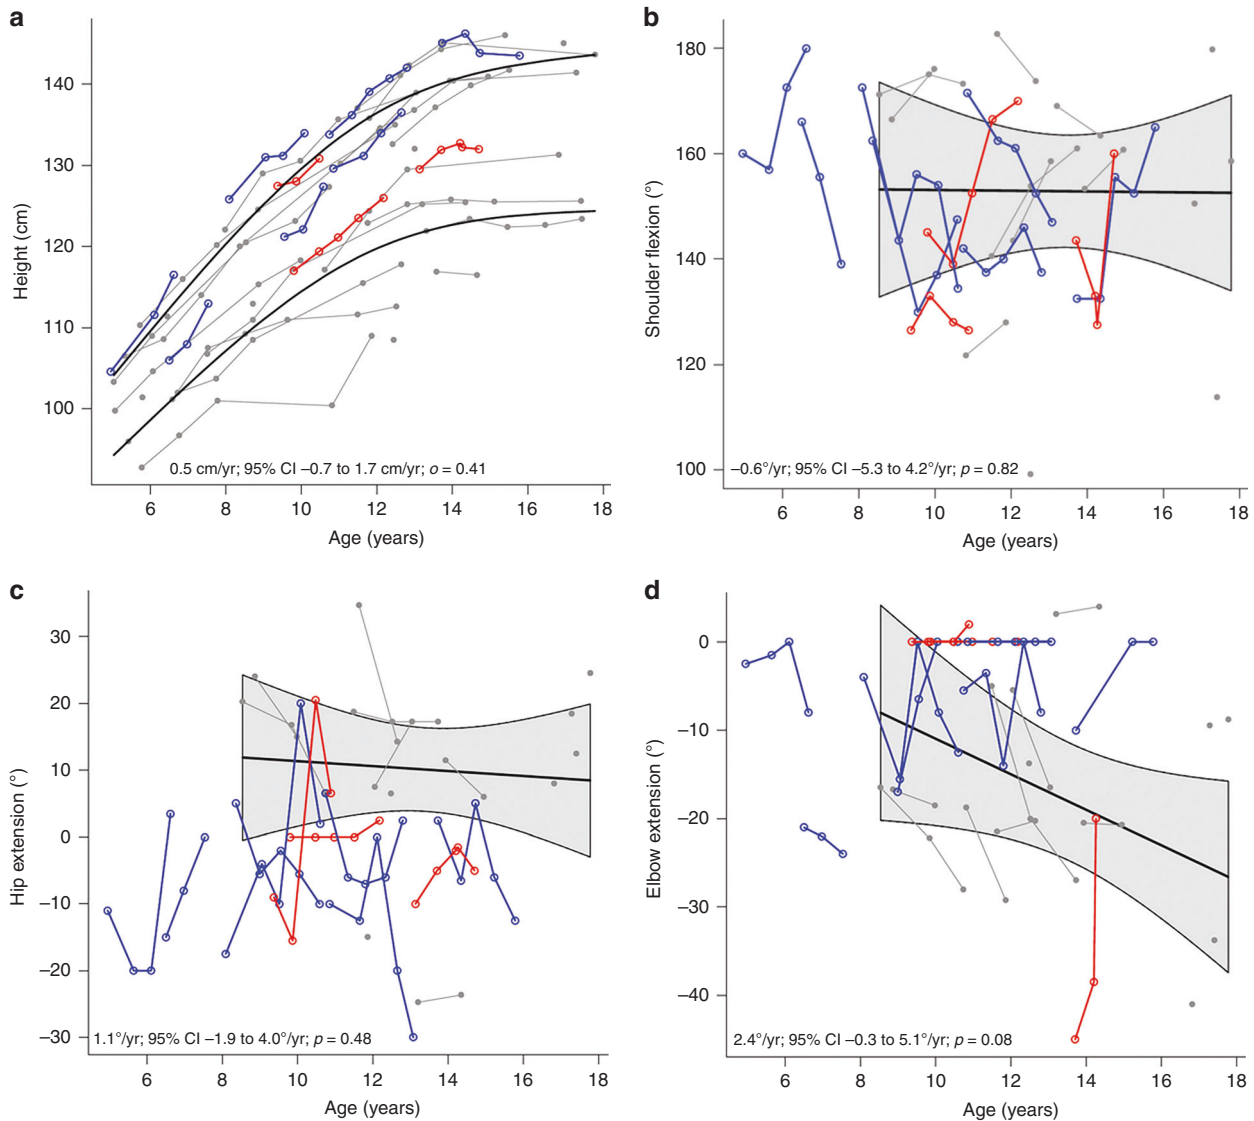 a
140
130
120
110
100
Height (cm)
0.5 cm/yr; 95% CI –0.7 to 1.7 cm/yr; o = 0.41
6 8 10 12 14 16 18
Age (years)
b
180
160
140
120
100
Shoulder flexion (°)
–0.6°/yr; 95% CI –5.3 to 4.2°/yr; p = 0.82
6 8 10 12 14 16 18
Age (years)
c
30
20
10
0
–10
–20
–30
Hip extension (°)
1.1°/yr; 95% CI –1.9 to 4.0°/yr; p = 0.48
6 8 10 12 14 16 18
Age (years)
d
0
–10
–20
–30
–40
Elbow extension (°)
2.4°/yr; 95% CI –0.3 to 5.1°/yr; p = 0.08
6 8 10 12 14 16 18
Age (years)